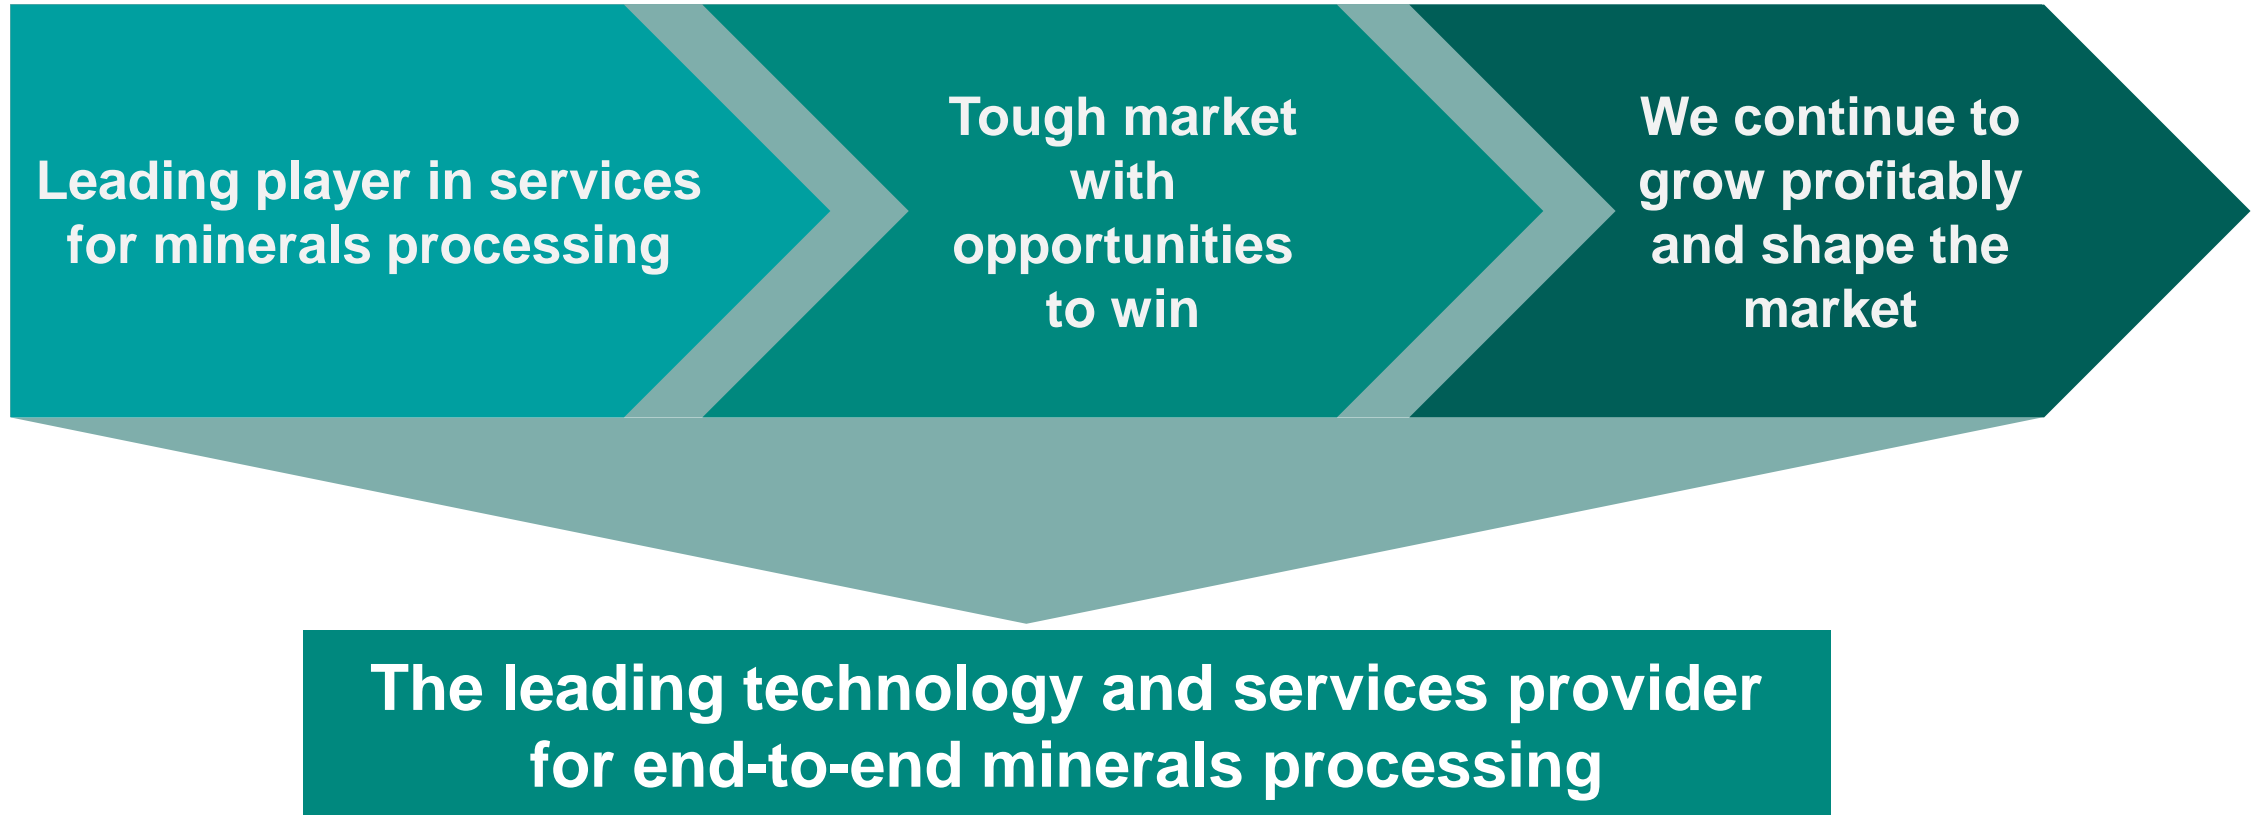 Leading player in services
for minerals processing
Tough market
with
opportunities
to win
We continue to
grow profitably
and shape the
market
The leading technology and services provider
for end-to-end minerals processing